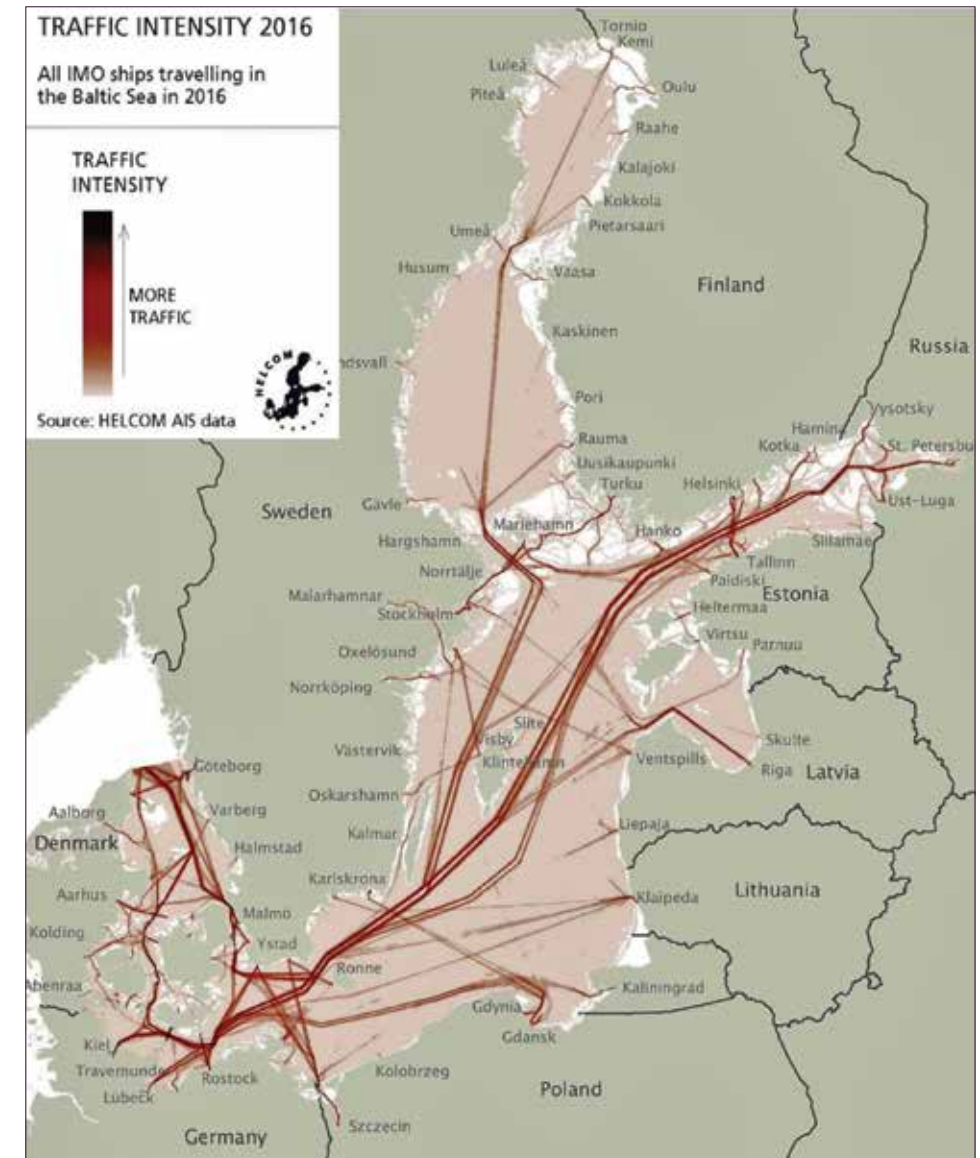 TRAFFIC INTENSITY 2016
All IMO ships travelling in
the Baltic Sea in 2016
TRAFFIC
INTENSITY
MORE
TRAFFIC
HELCOM
Source: HELCOM AIS data
Tornio
Kemi
Luleå
Piteå
Oulu
Raahe
Kalajoki
Kokkola
Pietarsaari
Umeå
Husum
Vaasa
Finland
Kaskinen
Russia
ndsvall
Pori
Vysotsky
Hamina
Kotka
St. Petersbu
Rauma
Uusikaupunki
Turku
Helsinki
Ust-Luga
Gävle
Sweden
Mariehamn
Hanko
Hargshamn
Sillamäe
Tallinn
Norrtälje
Paldiski
Estonia
Malarhamnar
Stockholm
Heltermaa
Virtsu
Parnuu
Oxelösund
Norrköping
Slite
Visby
Västervik
Klintehamn
Ventspills
Skulte
Riga
Latvia
Göteborg
Oskarshamn
Aalborg
Varberg
Denmark
Kalmar
Liepaja
Halmstad
Karlskrona
Aarhus
Klaipeda
Lithuania
Malmö
Kolding
Ystad
Ronne
Abenraa
Kaliningrad
Gdynia
Gdansk
Kiel
Travemunde
Rostock
Kolobrzeg
Lübeck
Poland
Szczecin
Germany